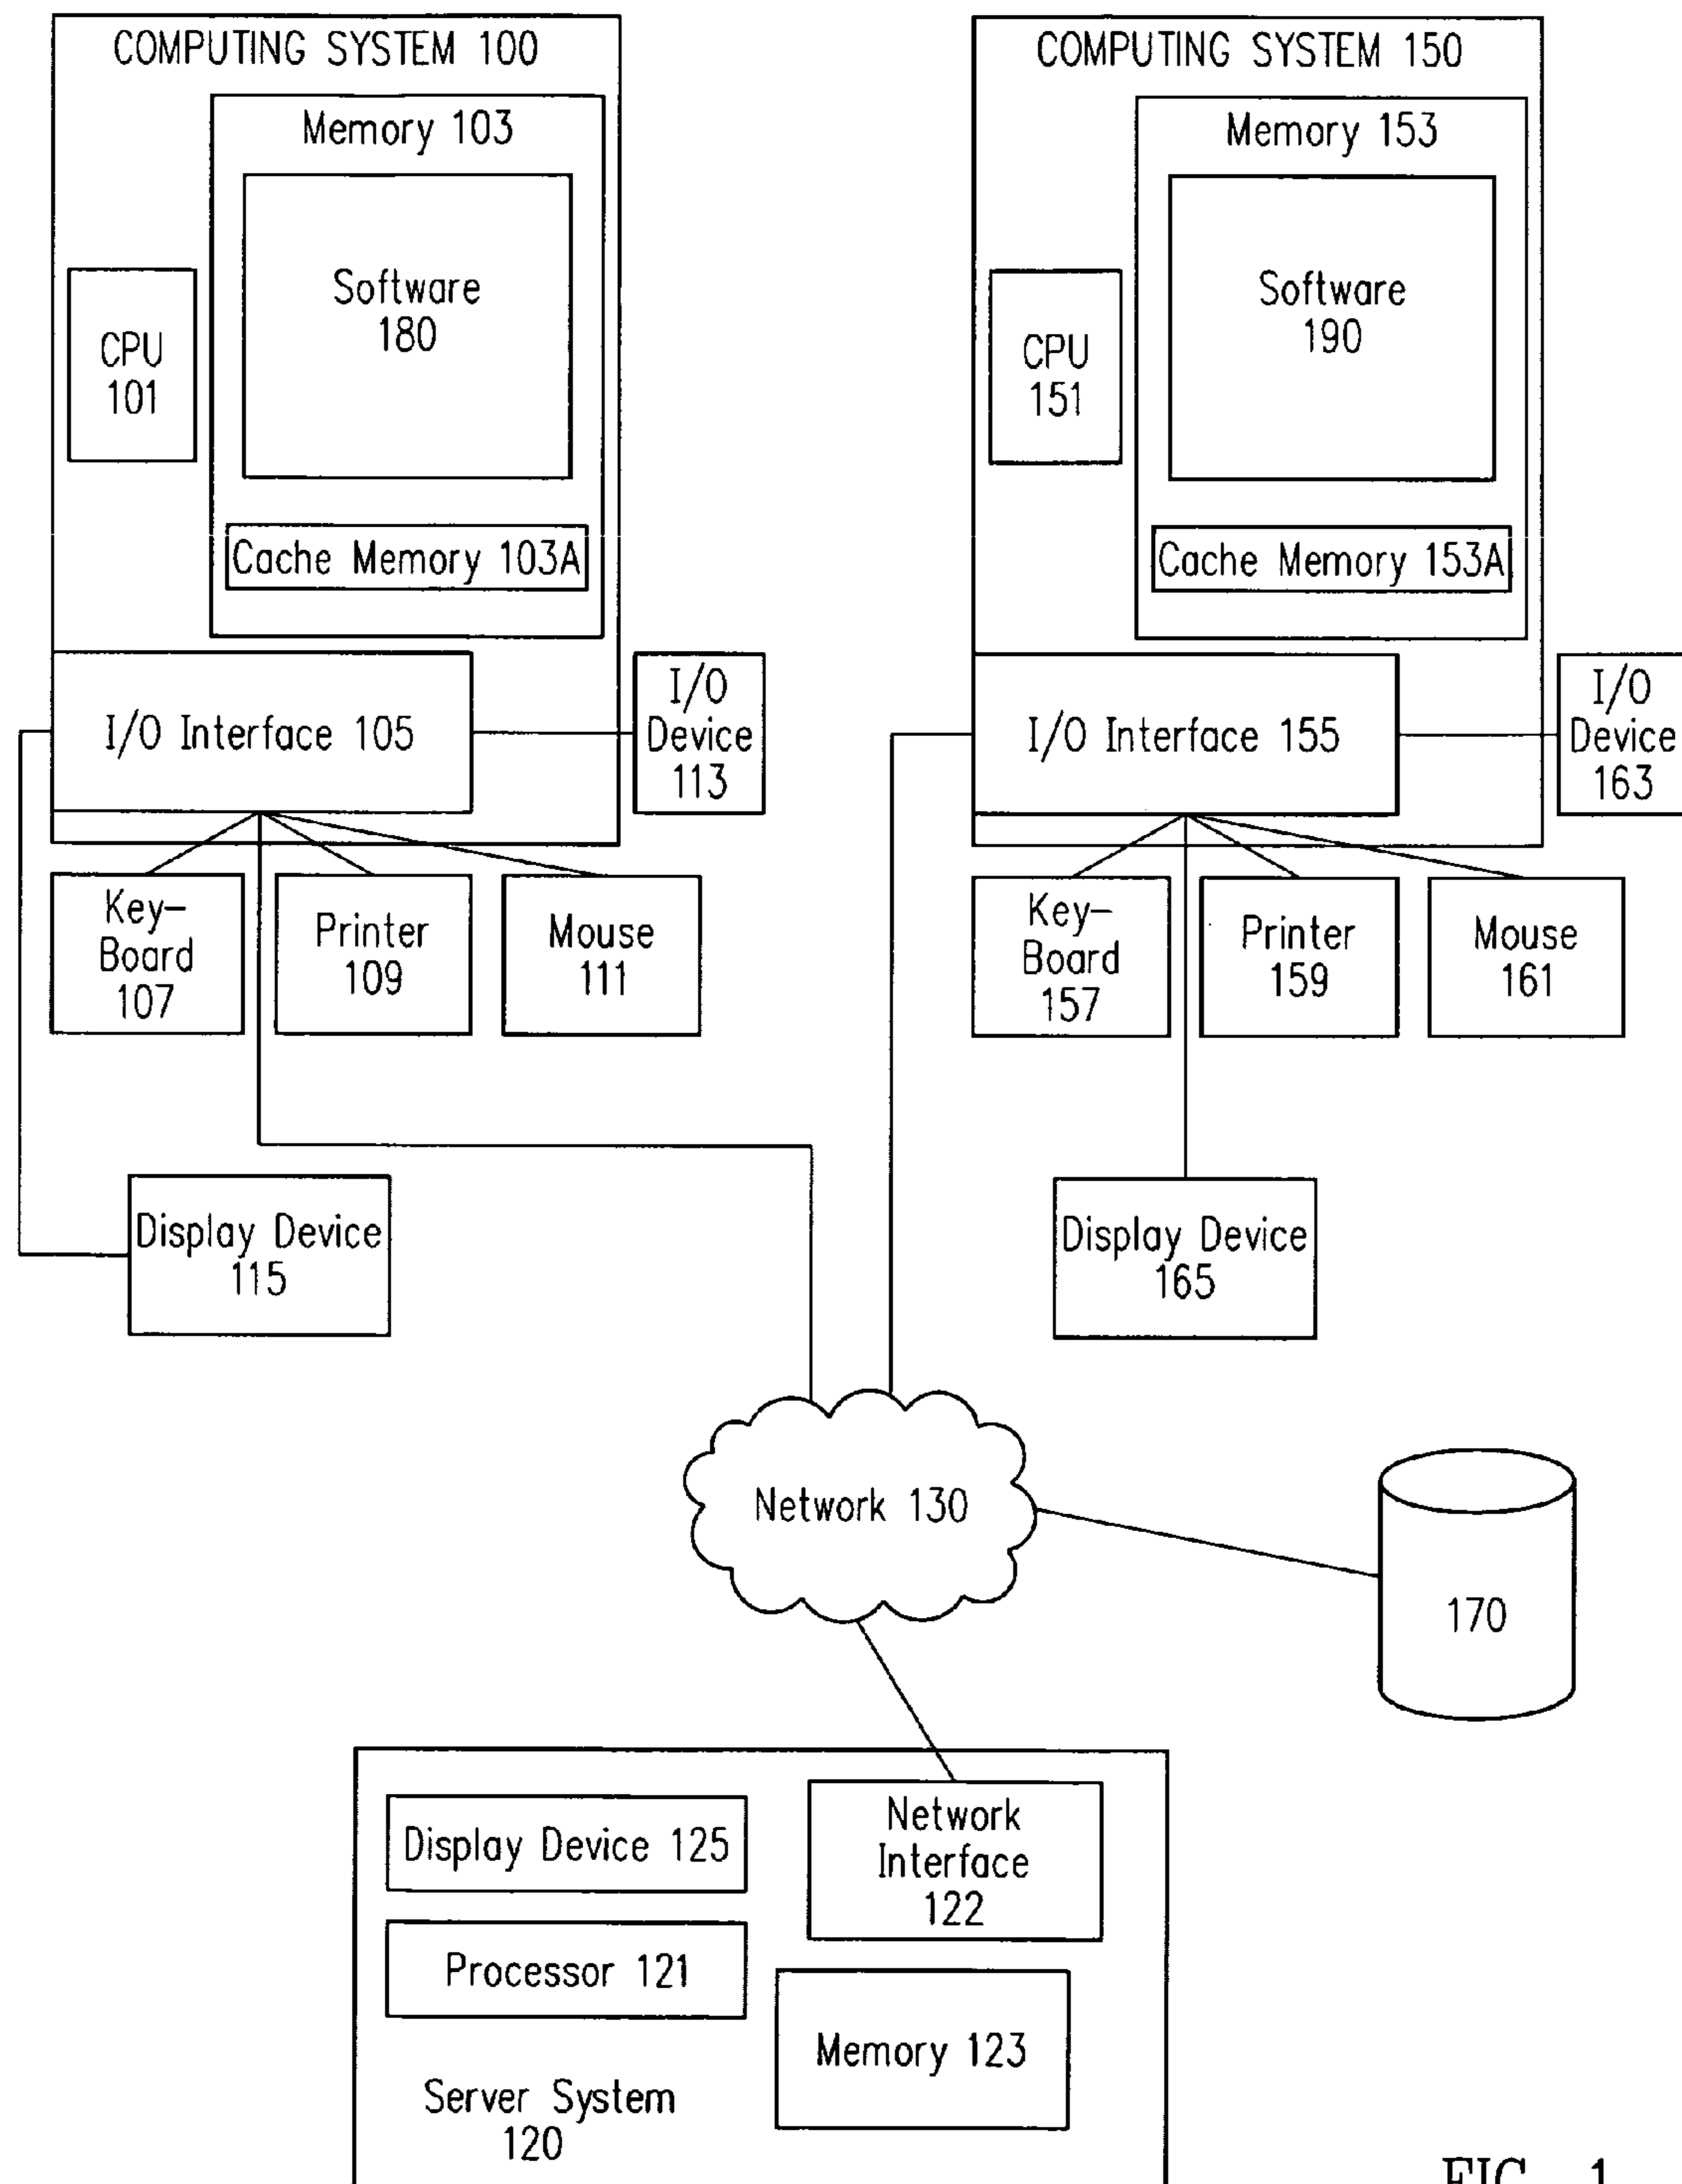 COMPUTING SYSTEM 100
Memory 103
Software
180
CPU
101
Cache Memory 103A
I/O Interface 105
I/O
Device
113
Key-
Board
107
Printer
109
Mouse
111
Display Device
115
COMPUTING SYSTEM 150
Memory 153
Software
190
CPU
151
Cache Memory 153A
I/O Interface 155
I/O
Device
163
Key-
Board
157
Printer
159
Mouse
161
Display Device
165
Network 130
170
Display Device 125
Network
Interface
122
Processor 121
Memory 123
Server System
120
FIG. 1